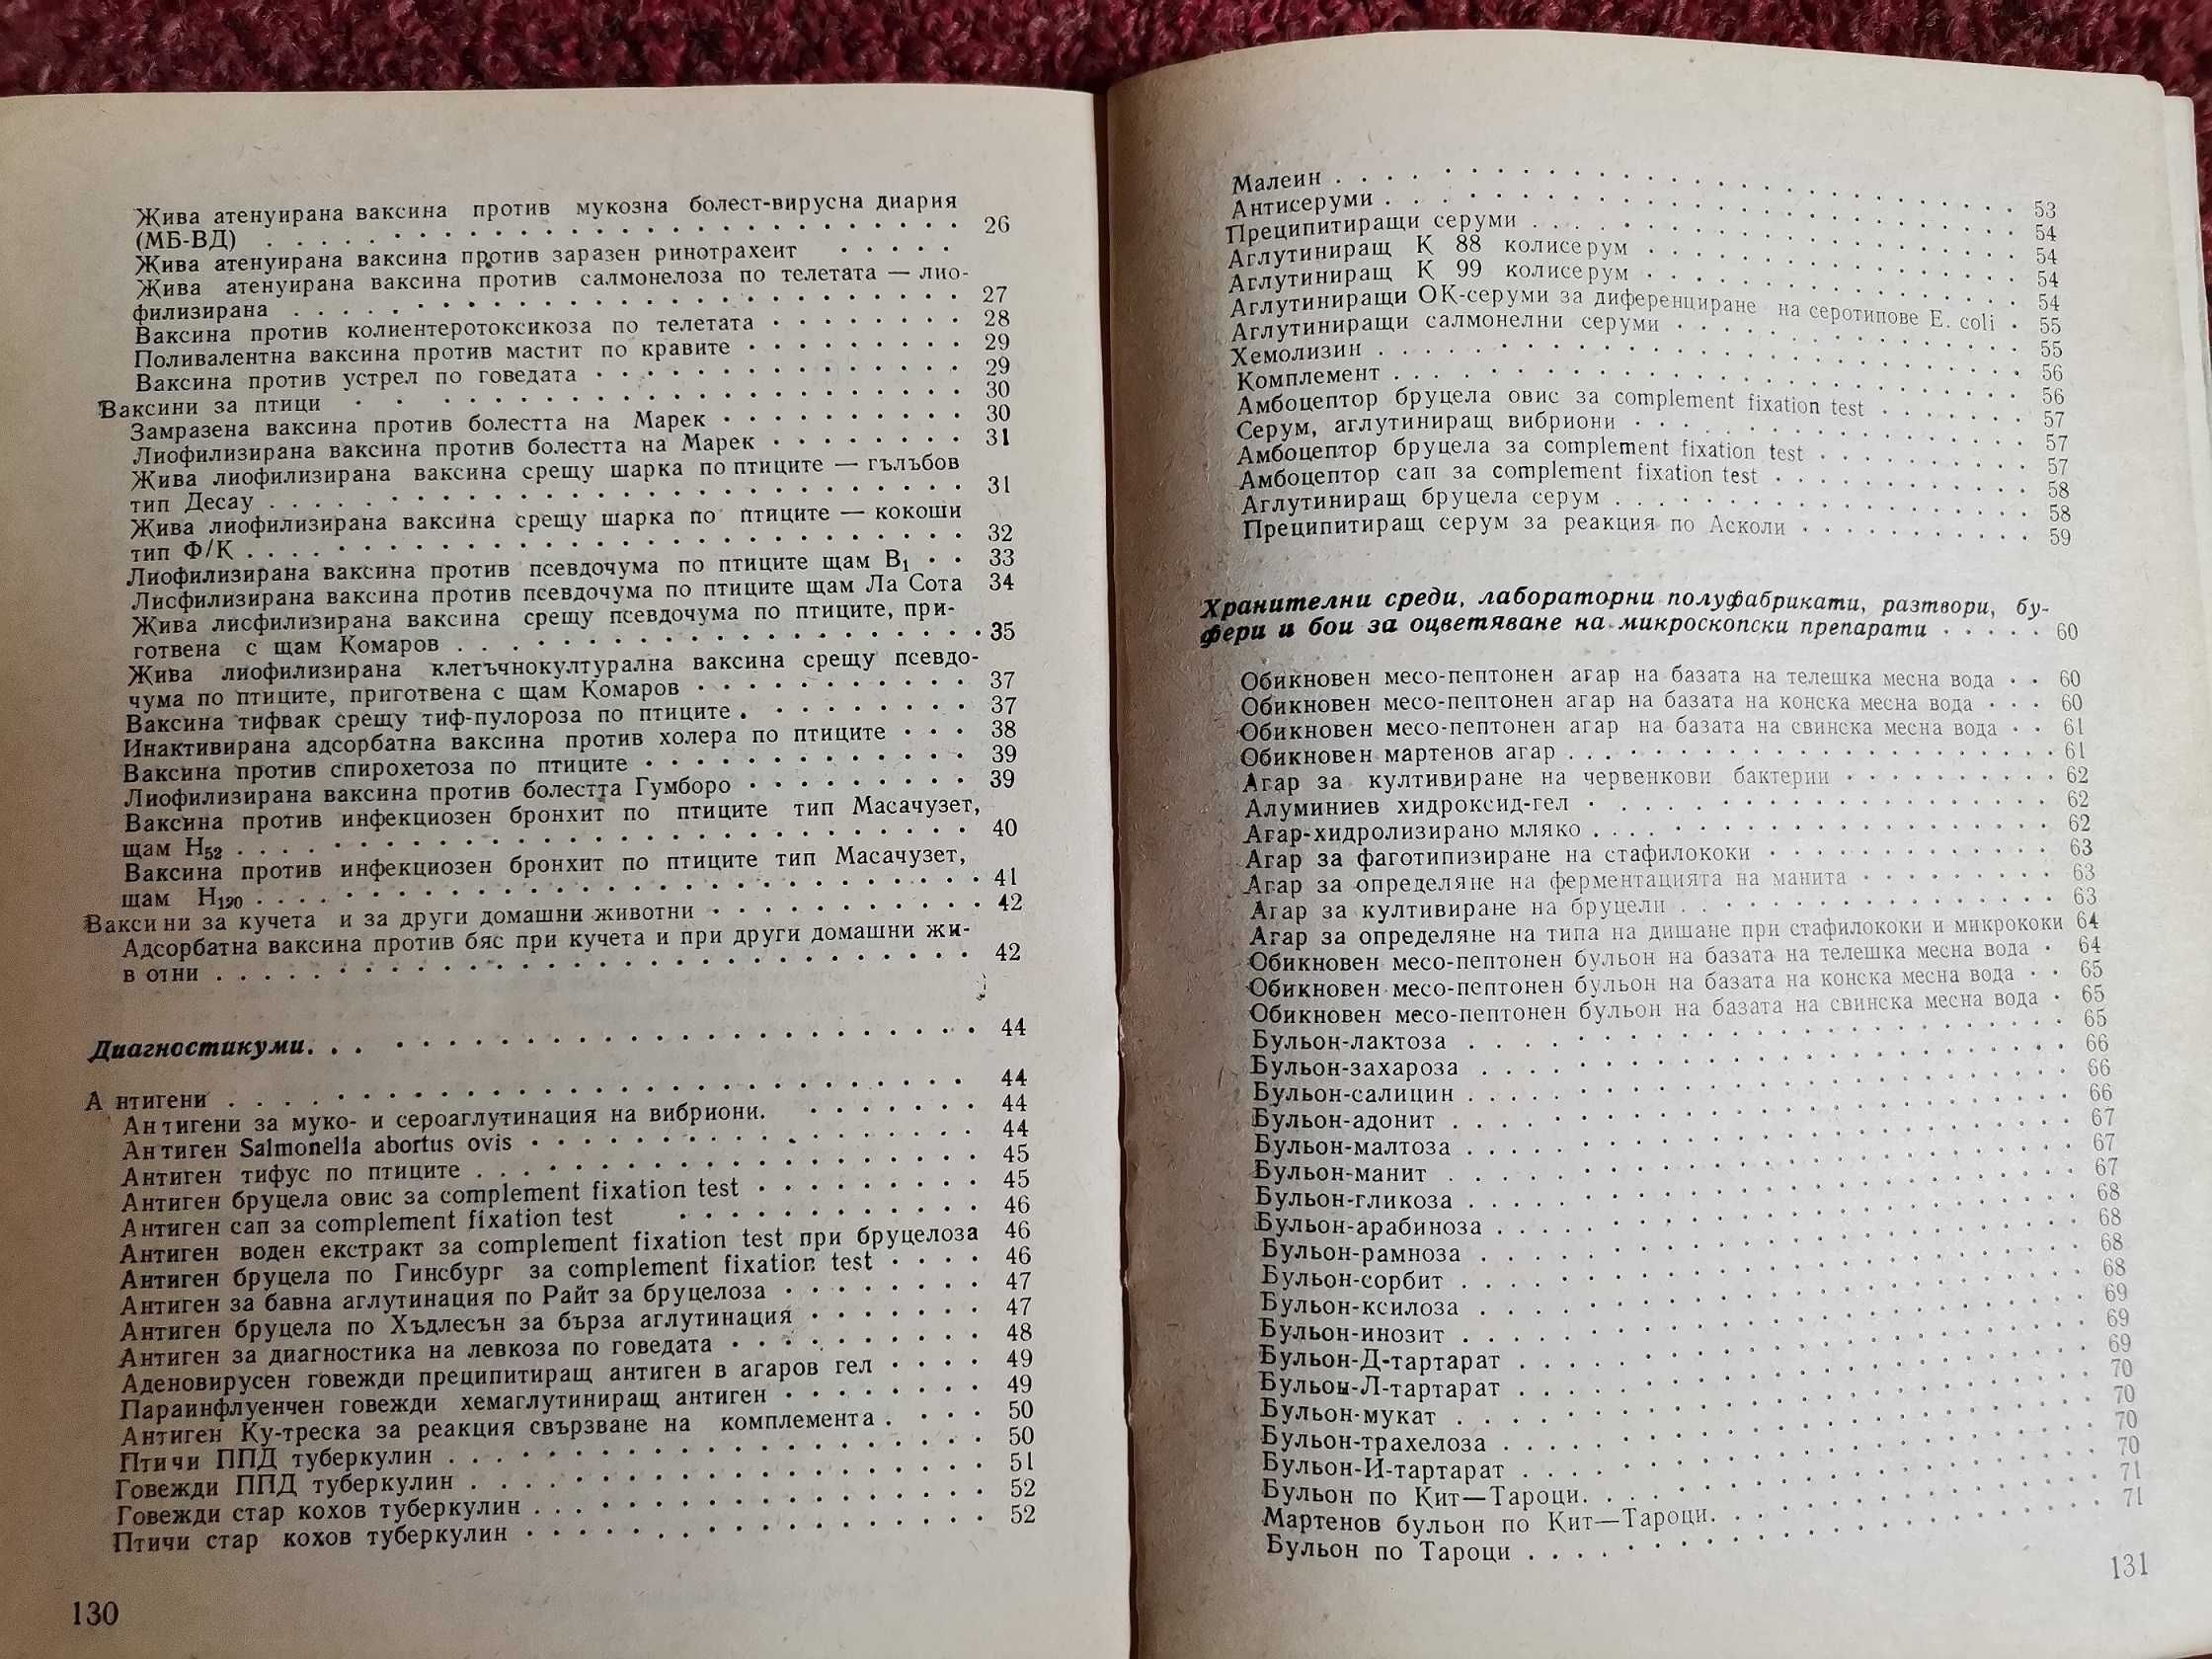 Жива атенуирана ваксина против мукозна болест-вирусна диария
(МБ-ВД) . . . . . . . . . . 26
Жива атенуирана ваксина против заразен ринотрахеит . . . . .
Жива атенуирана ваксина против салмонелоза по телетата — лио-
филизирана . . . . . . . . . . 27
Ваксина против колиентеротоксикоза по телетата . . . . . 28
Поливалентна ваксина против мастит по кравите . . . . . 29
Ваксина против устрел по говедата . . . . . 29
Ваксини за птици . . . . . 30
Замразена ваксина против болестта на Марек . . . . . 30
Лиофилизирана ваксина против болестта на Марек . . . . . 31
Жива лиофилизирана ваксина срещу шарка по птиците — гълъбов
тип Десау . . . . . 31
Жива лиофилизирана ваксина срещу шарка по птиците — кокоши
тип Ф/К . . . . . 32
Лиофилизирана ваксина против псевдочума по птиците щам В₁ . . 33
Лисфилизирана ваксина против псевдочума по птиците щам Ла Сота 34
Жива лисфилизирана ваксина срещу псевдочума по птиците, при-
готвена с щам Комаров . . . . . 35
Жива лиофилизирана клетъчнокултурална ваксина срещу псевдо-
чума по птиците, приготвена с щам Комаров . . . . . 37
Ваксина тифвак срещу тиф-пулороза по птиците . . . . . 37
Инактивирана адсорбатна ваксина против холера по птиците . . . 38
Ваксина против спирохетоза по птиците . . . . . 39
Лиофилизирана ваксина против болестта Гумборо . . . . . 39
Ваксина против инфекциозен бронхит по птиците тип Масачузет,
щам Н₅₂ . . . . . 40
Ваксина против инфекциозен бронхит по птиците тип Масачузет,
щам Н₁₂₀ . . . . . 41
Ваксини за кучета и за други домашни животни . . . . . 42
Адсорбатна ваксина против бяс при кучета и при други домашни жи-
вотни . . . . . 42
Диагностикуми . . . . . 44
Антигени . . . . . 44
Антигени за муко- и сероаглутинация на вибриони. . . . . 44
Антиген Salmonella abortus ovis . . . . . 44
Антиген тифус по птиците . . . . . 45
Антиген бруцела овис за complement fixation test . . . . . 45
Антиген сап за complement fixation test . . . . . 46
Антиген воден екстракт за complement fixation test при бруцелоза 46
Антиген бруцела по Гинсбург за complement fixation test . . . . 46
Антиген за бавна аглутинация по Райт за бруцелоза . . . . . 47
Антиген бруцела по Хъдлесън за бърза аглутинация . . . . . 47
Антиген за диагностика на левкоза по говедата . . . . . 48
Аденовирусен говежди преципитиращ антиген в агаров гел . . . . 49
Параинфлуенчен говежди хемаглутиниращ антиген . . . . . 49
Антиген Ку-треска за реакция свързване на комплемента . . . . 50
Птичи ППД туберкулин . . . . . 50
Говежди ППД туберкулин . . . . . 51
Говежди стар кохов туберкулин . . . . . 52
Птичи стар кохов туберкулин . . . . . 52
130
Малеин . . . . . 53
Антисеруми . . . . . 54
Преципитиращи серуми . . . . . 54
Аглутиниращ К 88 колисерум . . . . . 54
Аглутиниращ К 99 колисерум . . . . . 54
Аглутиниращи ОК-серуми за диференциране на серотипове E. coli . 55
Аглутиниращи салмонелни серуми . . . . . 55
Хемолизин . . . . . 56
Комплемент . . . . . 56
Амбоцептор бруцела овис за complement fixation test . . . . . 57
Серум, аглутиниращ вибриони . . . . . 57
Амбоцептор бруцела за complement fixation test . . . . . 57
Амбоцептор сап за complement fixation test . . . . . 58
Аглутиниращ бруцела серум . . . . . 58
Преципитиращ серум за реакция по Асколи . . . . . 59
Хранителни среди, лабораторни полуфабрикати, разтвори, бу-
фери и бои за оцветяване на микроскопски препарати . . . . . 60
Обикновен месо-пептонен агар на базата на телешка месна вода . . 60
Обикновен месо-пептонен агар на базата на конска месна вода . . . 60
Обикновен месо-пептонен агар на базата на свинска месна вода . . 61
Обикновен мартенов агар . . . . . 61
Агар за култивиране на червенкови бактерии . . . . . 62
Алуминиев хидроксид-гел . . . . . 62
Агар-хидролизирано мляко . . . . . 62
Агар за фаготипизиране на стафилококи . . . . . 63
Агар за определяне на ферментацията на манита . . . . . 63
Агар за култивиране на бруцели . . . . . 63
Агар за определяне на типа на дишане при стафилококи и микрококи 64
Обикновен месо-пептонен бульон на базата на телешка месна вода . 64
Обикновен месо-пептонен бульон на базата на конска месна вода . . 65
Обикновен месо-пептонен бульон на базата на свинска месна вода . 65
Бульон-лактоза . . . . . 65
Бульон-захароза . . . . . 66
Бульон-салицин . . . . . 66
Бульон-адонит . . . . . 66
Бульон-малтоза . . . . . 67
Бульон-манит . . . . . 67
Бульон-гликоза . . . . . 67
Бульон-арабиноза . . . . . 68
Бульон-рамноза . . . . . 68
Бульон-сорбит . . . . . 68
Бульон-ксилоза . . . . . 68
Бульон-инозит . . . . . 69
Бульон-Д-тартарат . . . . . 69
Бульон-Л-тартарат . . . . . 69
Бульон-мукат . . . . . 70
Бульон-трахелоза . . . . . 70
Бульон-И-тартарат . . . . . 70
Бульон по Кит—Тароци. . . . . 70
Мартенов бульон по Кит—Тароци. . . . . 71
Бульон по Тароци . . . . . 71
131